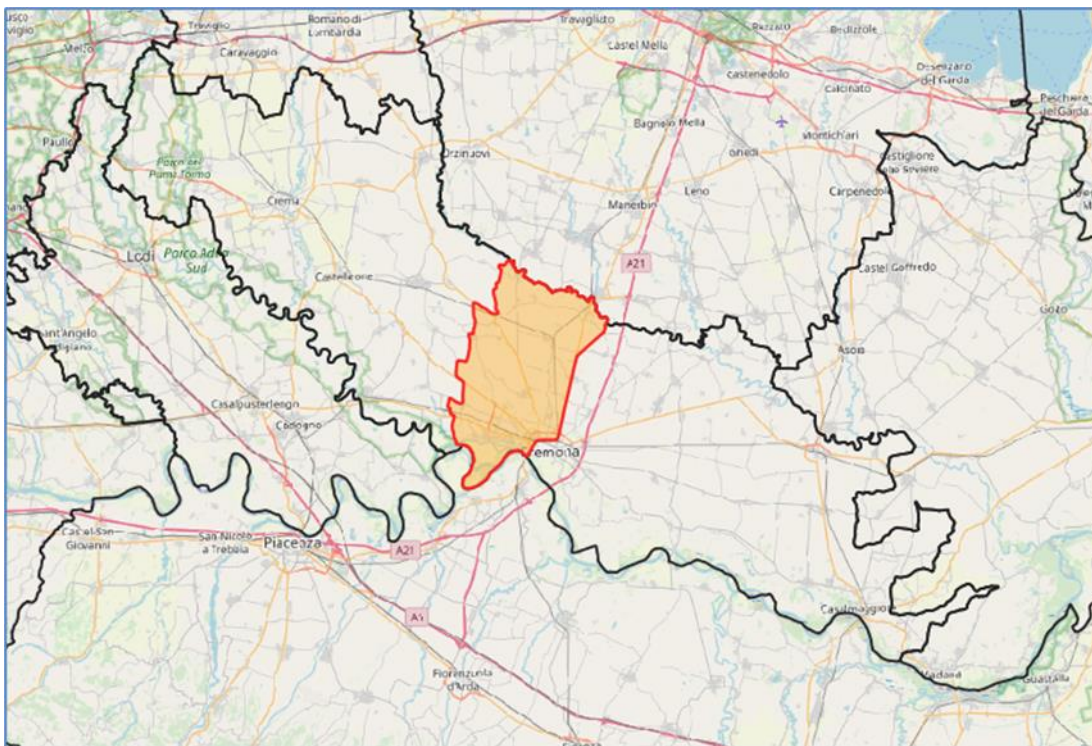 Treviglio
Romano di
Lombardia
Travagliato
Rezzato
Bedizzole
Melzo
Caravaggio
Castel Mella
Castenedolo
Desenzano
del Garda
Calcinato
Peschiera
del Garda
Paullo
Bagnolo Mella
Montichiari
Orzinuovi
Ghedi
Castiglione
Parco del
Leno
Carpenedolo
Crema
Manerbio
Lodi
Parco Adda
Sud
A21
Castelleone
Castel Goffredo
Goito
Sant'Angelo
Asola
Casalpusterlengo
Codogno
Cremona
Castel San
Giovanni
San Nicolò
a Trebbia
Piacenza
A21
Casalmaggiore
Fiorenzuola
d'Arda
Viadana
Guastalla